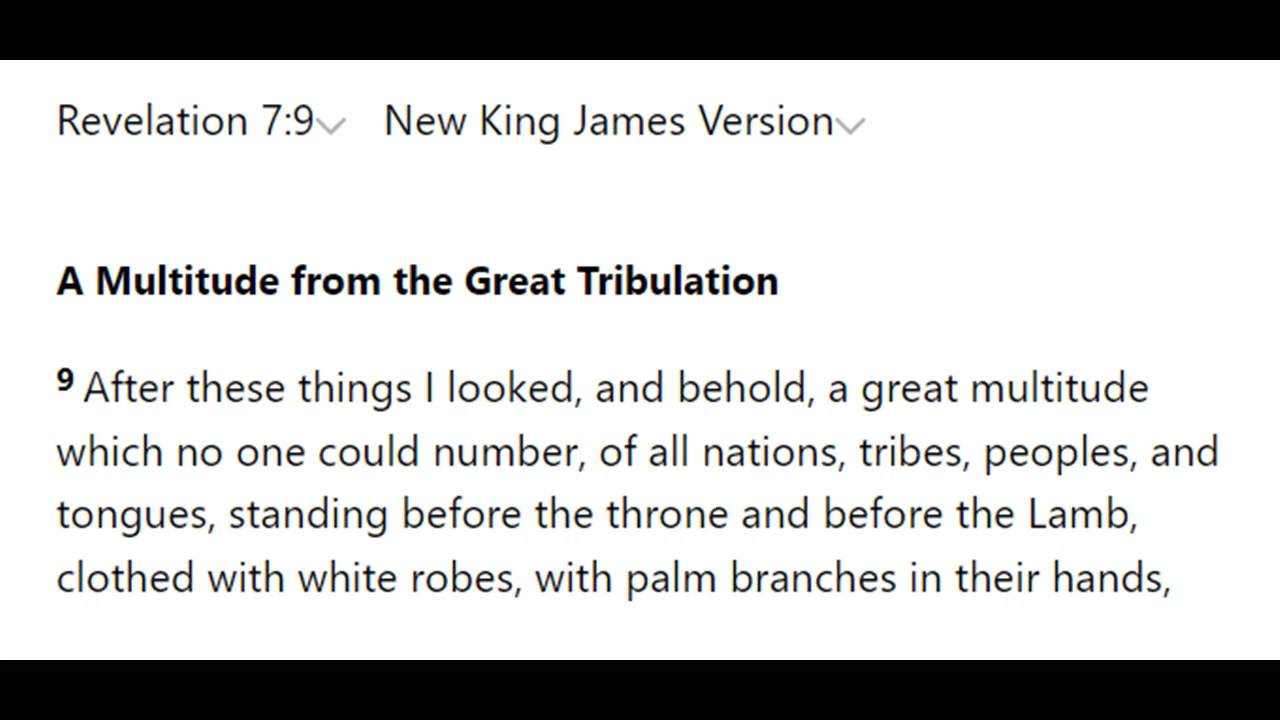 Revelation 7:9 New King James Version
A Multitude from the Great Tribulation
9 After these things I looked, and behold, a great multitude
which no one could number, of all nations, tribes, peoples, and
tongues, standing before the throne and before the Lamb,
clothed with white robes, with palm branches in their hands,